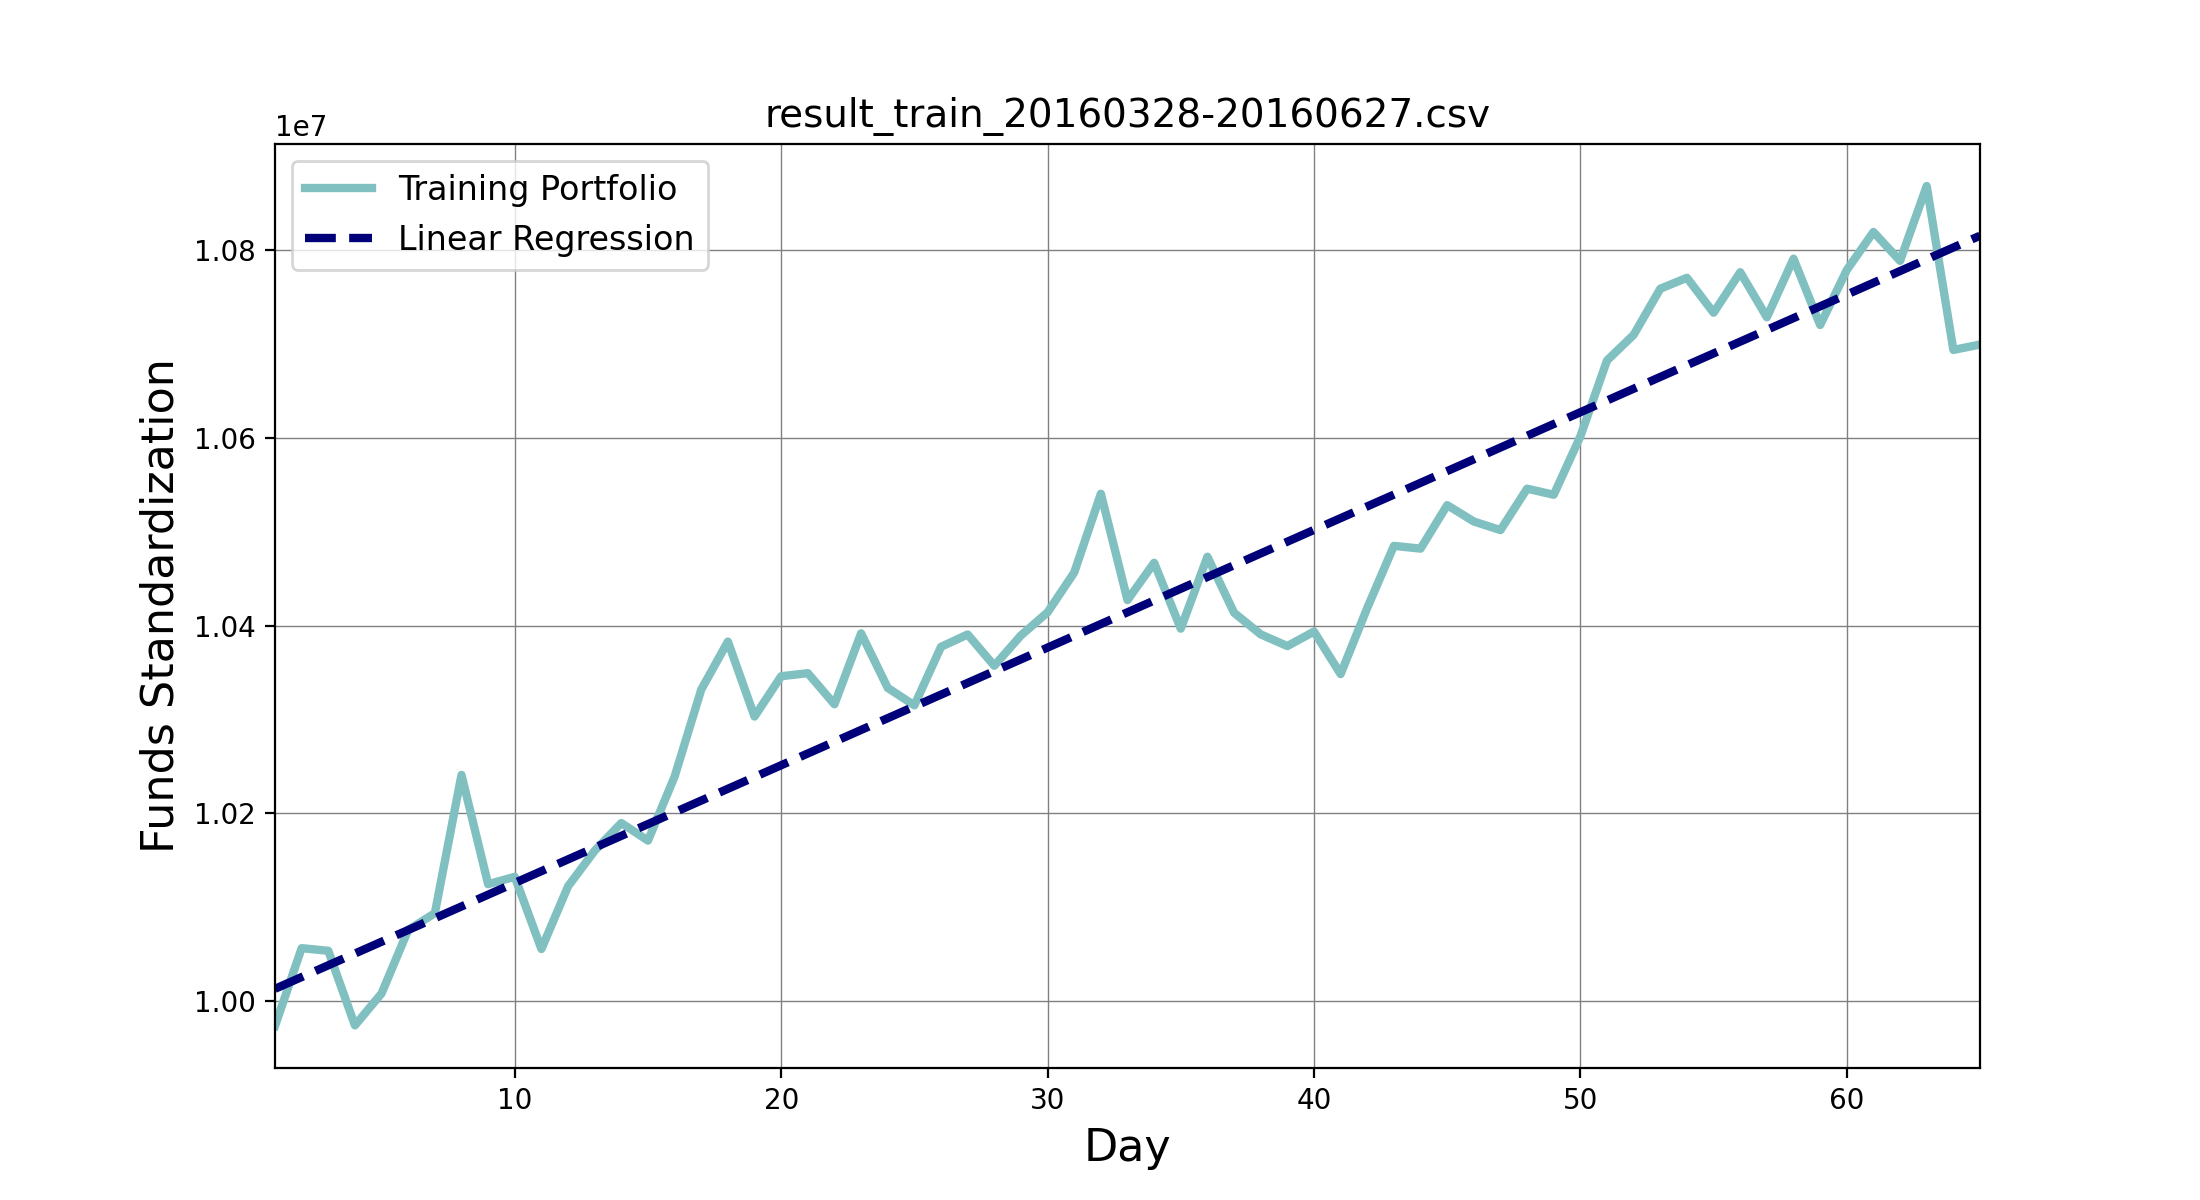 result_train_20160328-20160627.csv
1e7
Training Portfolio
Linear Regression
1.08
1.06
1.04
1.02
1.00
Funds Standardization
10 20 30 40 50 60
Day